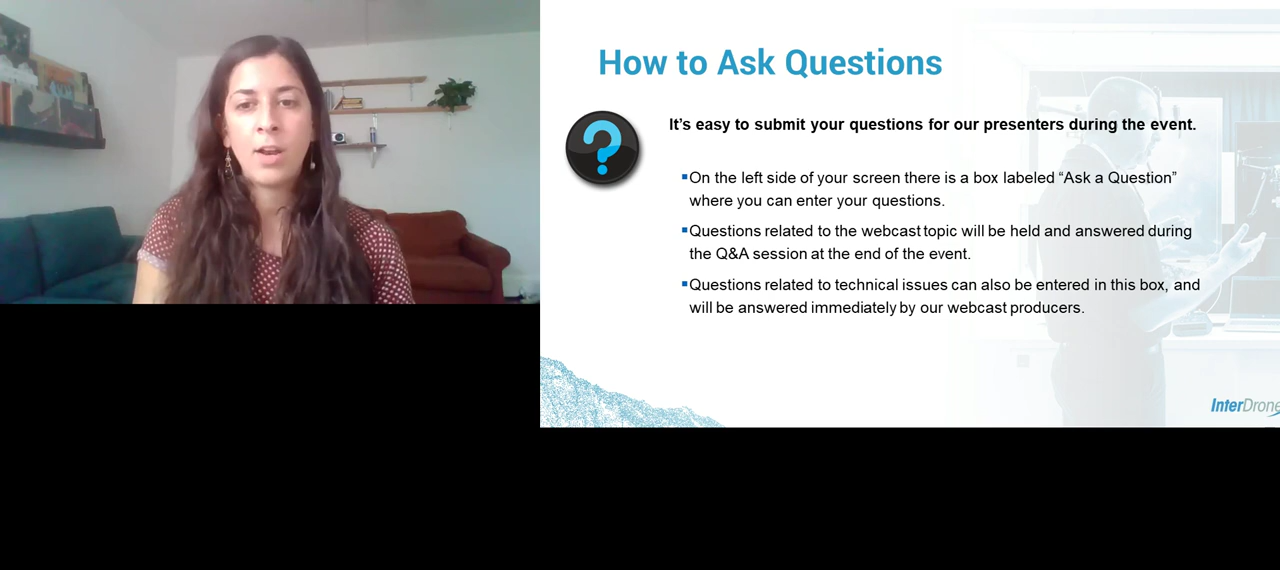 How to Ask Questions
It's easy to submit your questions for our presenters during the event.
▪On the left side of your screen there is a box labeled “Ask a Question”
where you can enter your questions.
▪Questions related to the webcast topic will be held and answered during
the Q&A session at the end of the event.
▪Questions related to technical issues can also be entered in this box, and
will be answered immediately by our webcast producers.
InterDrone